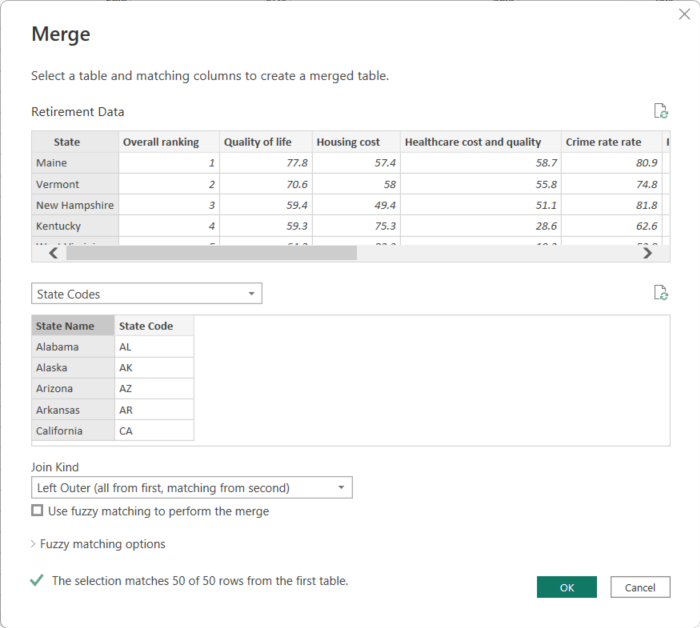 Merge
Select a table and matching columns to create a merged table.
Retirement Data
State Overall ranking Quality of life Housing cost Healthcare cost and quality Crime rate rate
Maine 1 77.8 57.4 58.7 80.9
Vermont 2 70.6 58 55.8 74.8
New Hampshire 3 59.4 49.4 51.1 81.8
Kentucky 4 59.3 75.3 28.6 62.6
State Codes
State Name State Code
Alabama AL
Alaska AK
Arizona AZ
Arkansas AR
California CA
Join Kind
Left Outer (all from first, matching from second)
Use fuzzy matching to perform the merge
Fuzzy matching options
The selection matches 50 of 50 rows from the first table.
OK Cancel